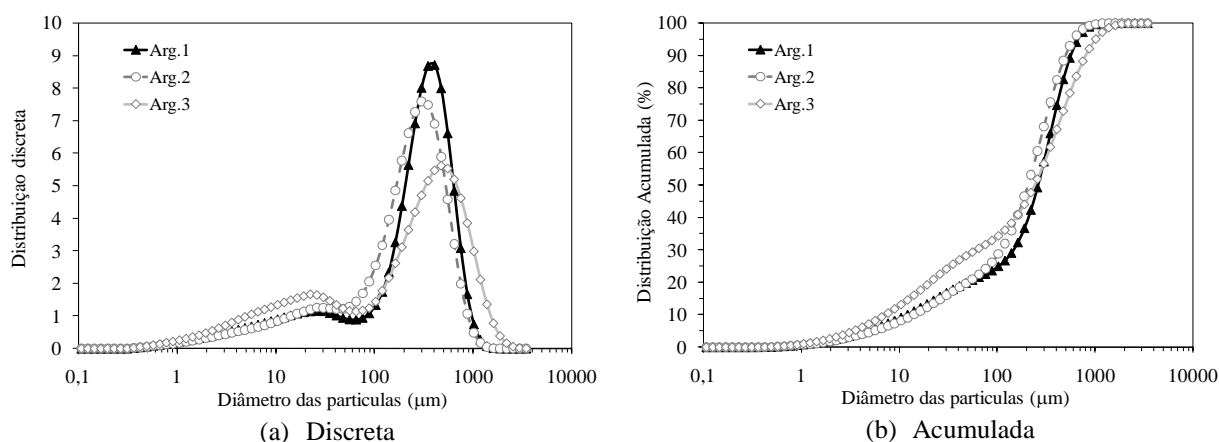 10
9
8
7
6
5
4
3
2
1
0
Distribuiçao discreta
Arg.1
Arg.2
Arg.3
0,1 1 10 100 1000 10000
Diâmetro das particulas (µm)
(a) Discreta
100
90
80
70
60
50
40
30
20
10
0
Distribuição Acumulada (%)
Arg.1
Arg.2
Arg.3
0,1 1 10 100 1000 10000
Diâmetro das particulas (µm)
(b) Acumulada